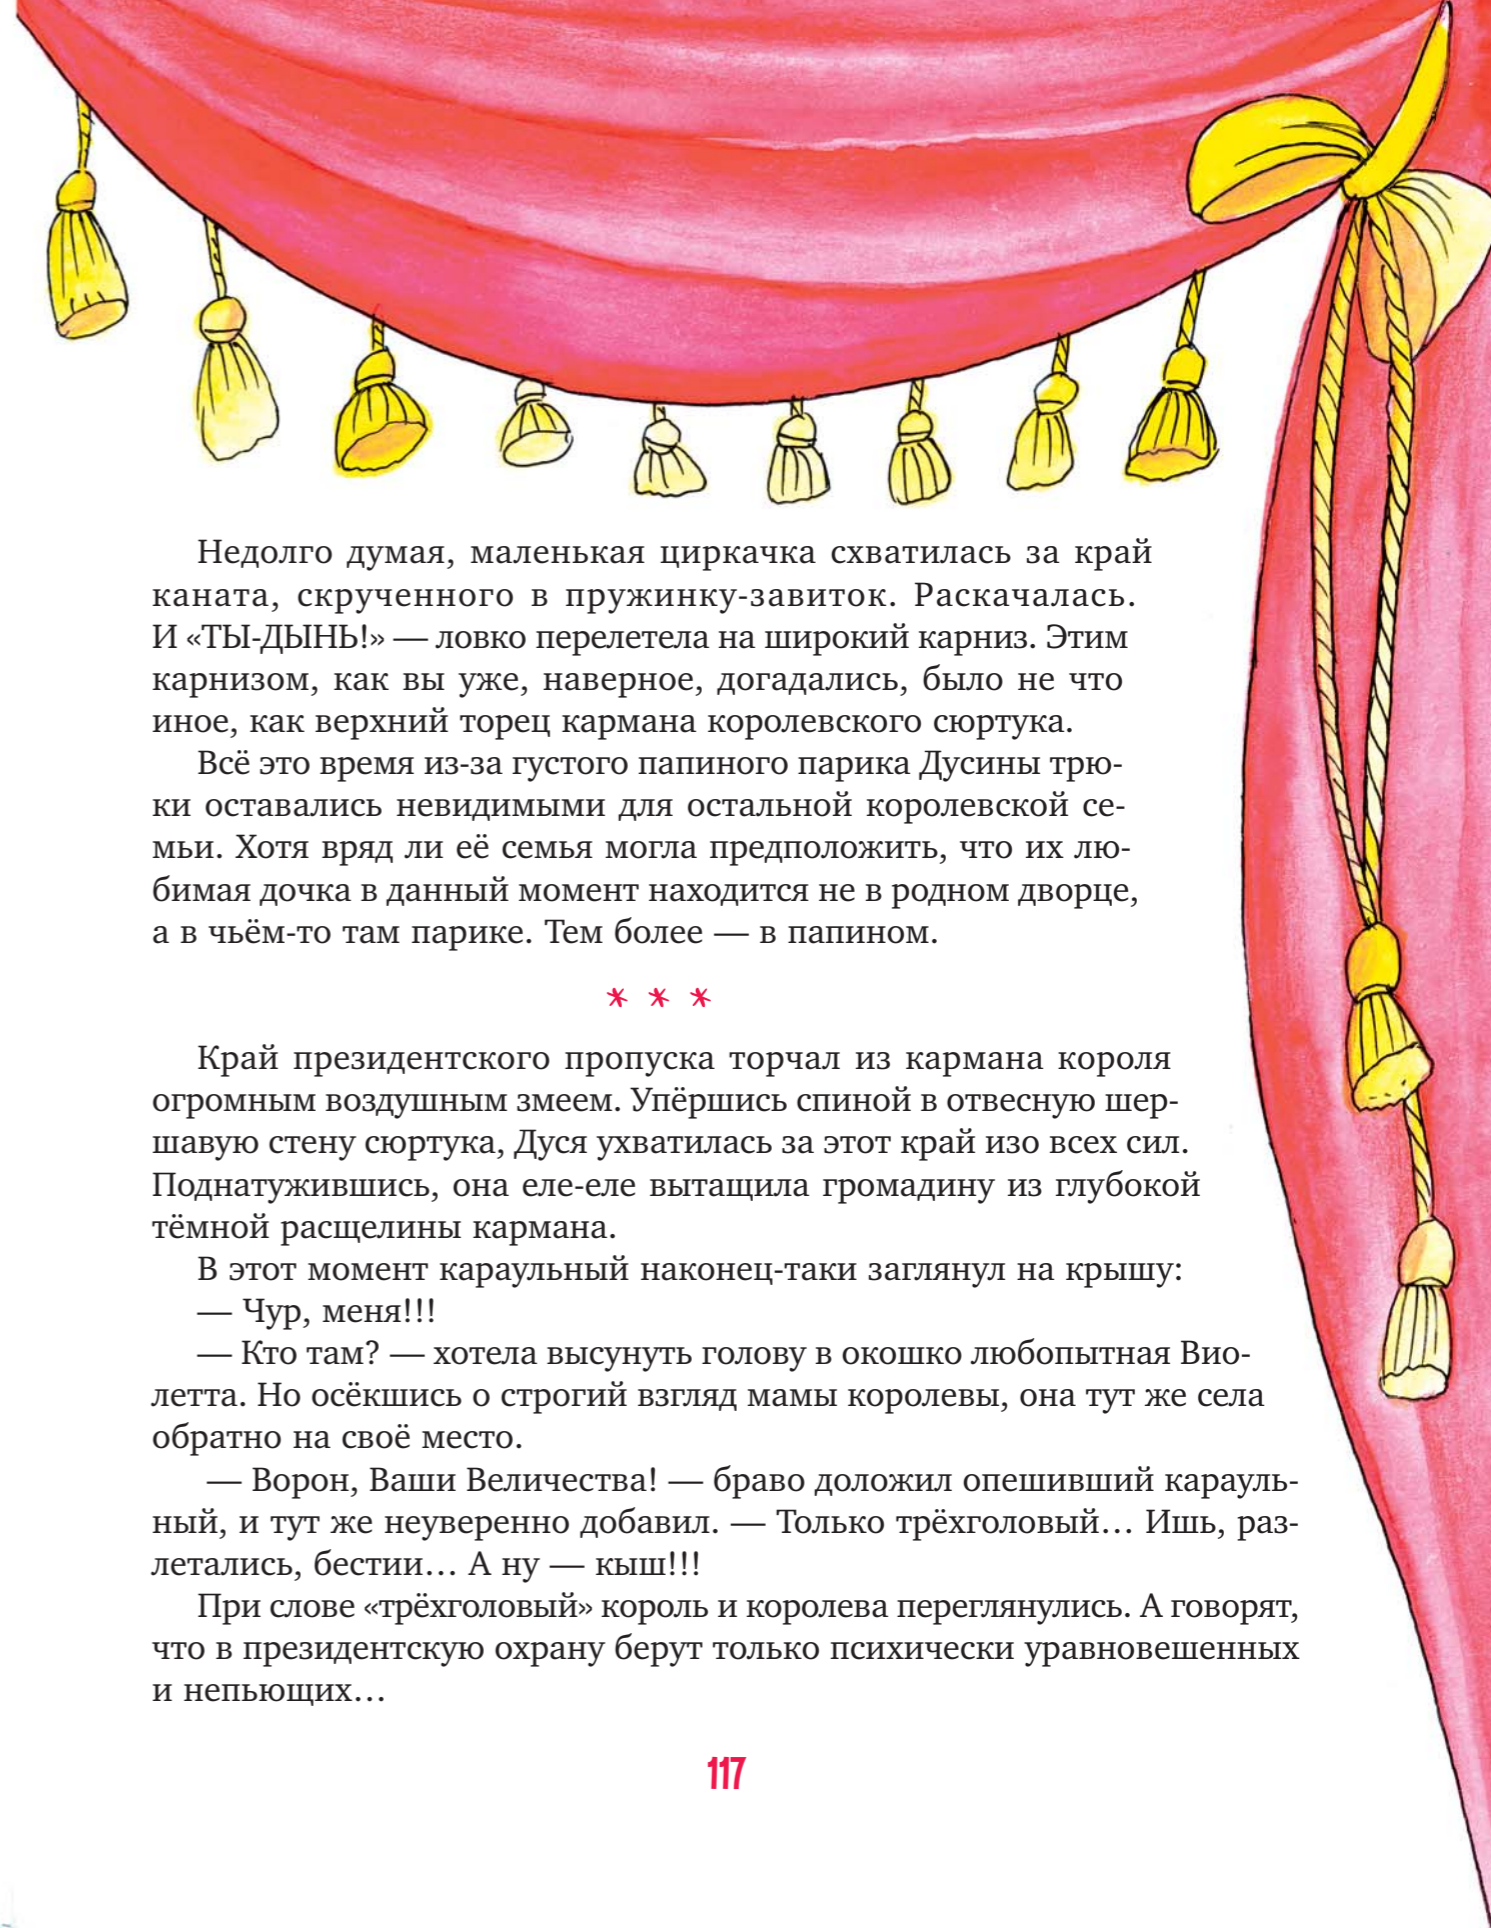 Недолго думая, маленькая циркачка схватилась за край
каната, скрученного в пружинку-завиток. Раскачалась.
И «ТЫ-ДЫНЬ!» — ловко перелетела на широкий карниз. Этим
карнизом, как вы уже, наверное, догадались, было не что
иное, как верхний торец кармана королевского сюртука.
Всё это время из-за густого папиного парика Дусины трю-
ки оставались невидимыми для остальной королевской се-
мьи. Хотя вряд ли её семья могла предположить, что их лю-
бимая дочка в данный момент находится не в родном дворце,
а в чьём-то там парике. Тем более — в папином.
* * *
Край президентского пропуска торчал из кармана короля
огромным воздушным змеем. Упёршись спиной в отвесную шер-
шавую стену сюртука, Дуся ухватилась за этот край изо всех сил.
Поднатужившись, она еле-еле вытащила громадину из глубокой
тёмной расщелины кармана.
В этот момент караульный наконец-таки заглянул на крышу:
— Чур, меня!!!
— Кто там? — хотела высунуть голову в окошко любопытная Вио-
летта. Но осёкшись о строгий взгляд мамы королевы, она тут же села
обратно на своё место.
— Ворон, Ваши Величества! — браво доложил опешивший карауль-
ный, и тут же неуверенно добавил. — Только трёхголовый… Ишь, раз-
летались, бестии… А ну — кыш!!!
При слове «трёхголовый» король и королева переглянулись. А говорят,
что в президентскую охрану берут только психически уравновешенных
и непьющих…
117